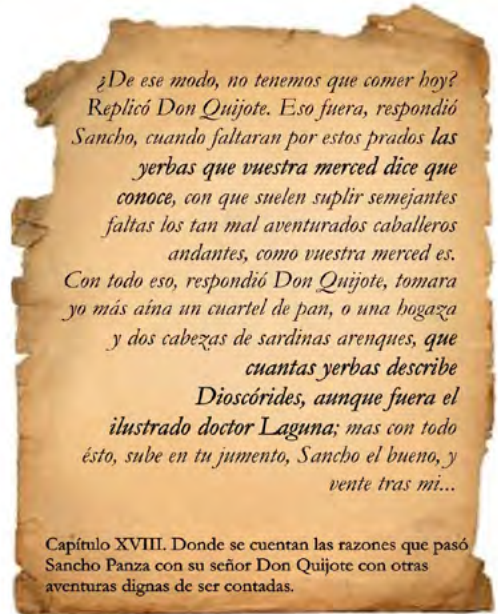 ¿De ese modo, no tenemos que comer hoy?
Replicó Don Quijote. Eso fuera, respondió
Sancho, cuando faltaran por estos prados las
yerbas que vuestra merced dice que
conoce, con que suelen suplir semejantes
faltas los tan mal aventurados caballeros
andantes, como vuestra merced es.
Con todo eso, respondió Don Quijote, tomara
yo más aína un cuartel de pan, o una hogaza
y dos cabezas de sardinas arenques, que
cuantas yerbas describe
Dioscórides, aunque fuera el
ilustrado doctor Laguna; mas con todo
ésto, sube en tu jumento, Sancho el bueno, y
vente tras mi...
Capítulo XVIII. Donde se cuentan las razones que pasó
Sancho Panza con su señor Don Quijote con otras
aventuras dignas de ser contadas.